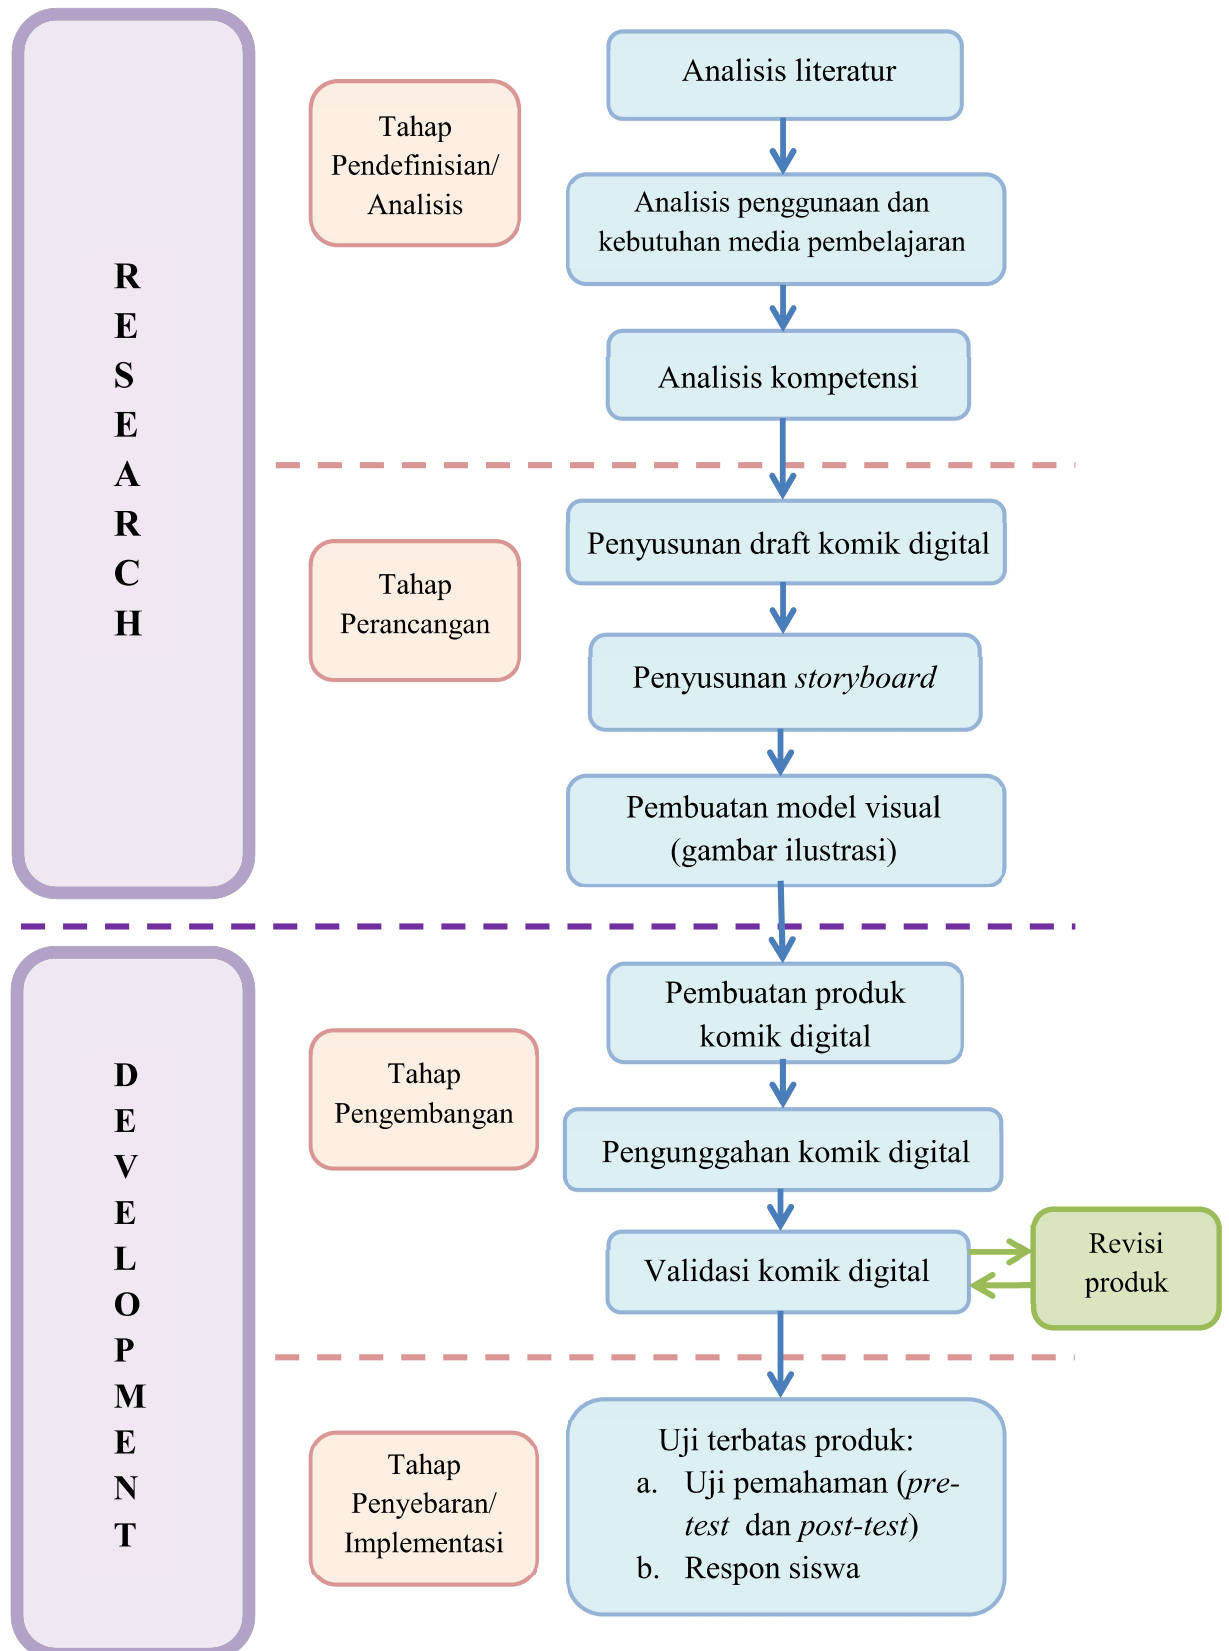 R
E
S
E
A
R
C
H
Tahap
Pendefinisian/
Analisis
Analisis literatur
Analisis penggunaan dan
kebutuhan media pembelajaran
Analisis kompetensi
Tahap
Perancangan
Penyusunan draft komik digital
Penyusunan storyboard
Pembuatan model visual
(gambar ilustrasi)
D
E
V
E
L
O
P
M
E
N
T
Tahap
Pengembangan
Pembuatan produk
komik digital
Pengunggahan komik digital
Validasi komik digital
Revisi
produk
Tahap
Penyebaran/
Implementasi
Uji terbatas produk:
a. Uji pemahaman (pre-
test dan post-test)
b. Respon siswa